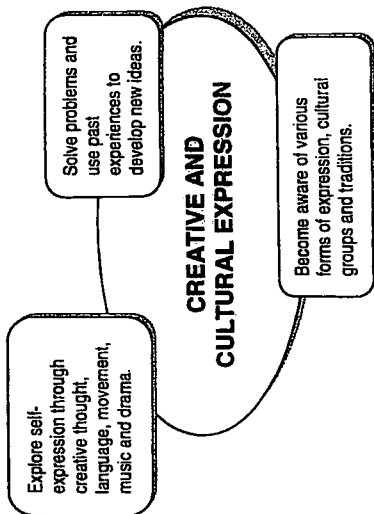 Explore self-
expression through
creative thought,
language, movement,
music and drama.
Solve problems and
use past
experiences to
develop new ideas.
CREATIVE AND
CULTURAL EXPRESSION
Become aware of various
forms of expression, cultural
groups and traditions.